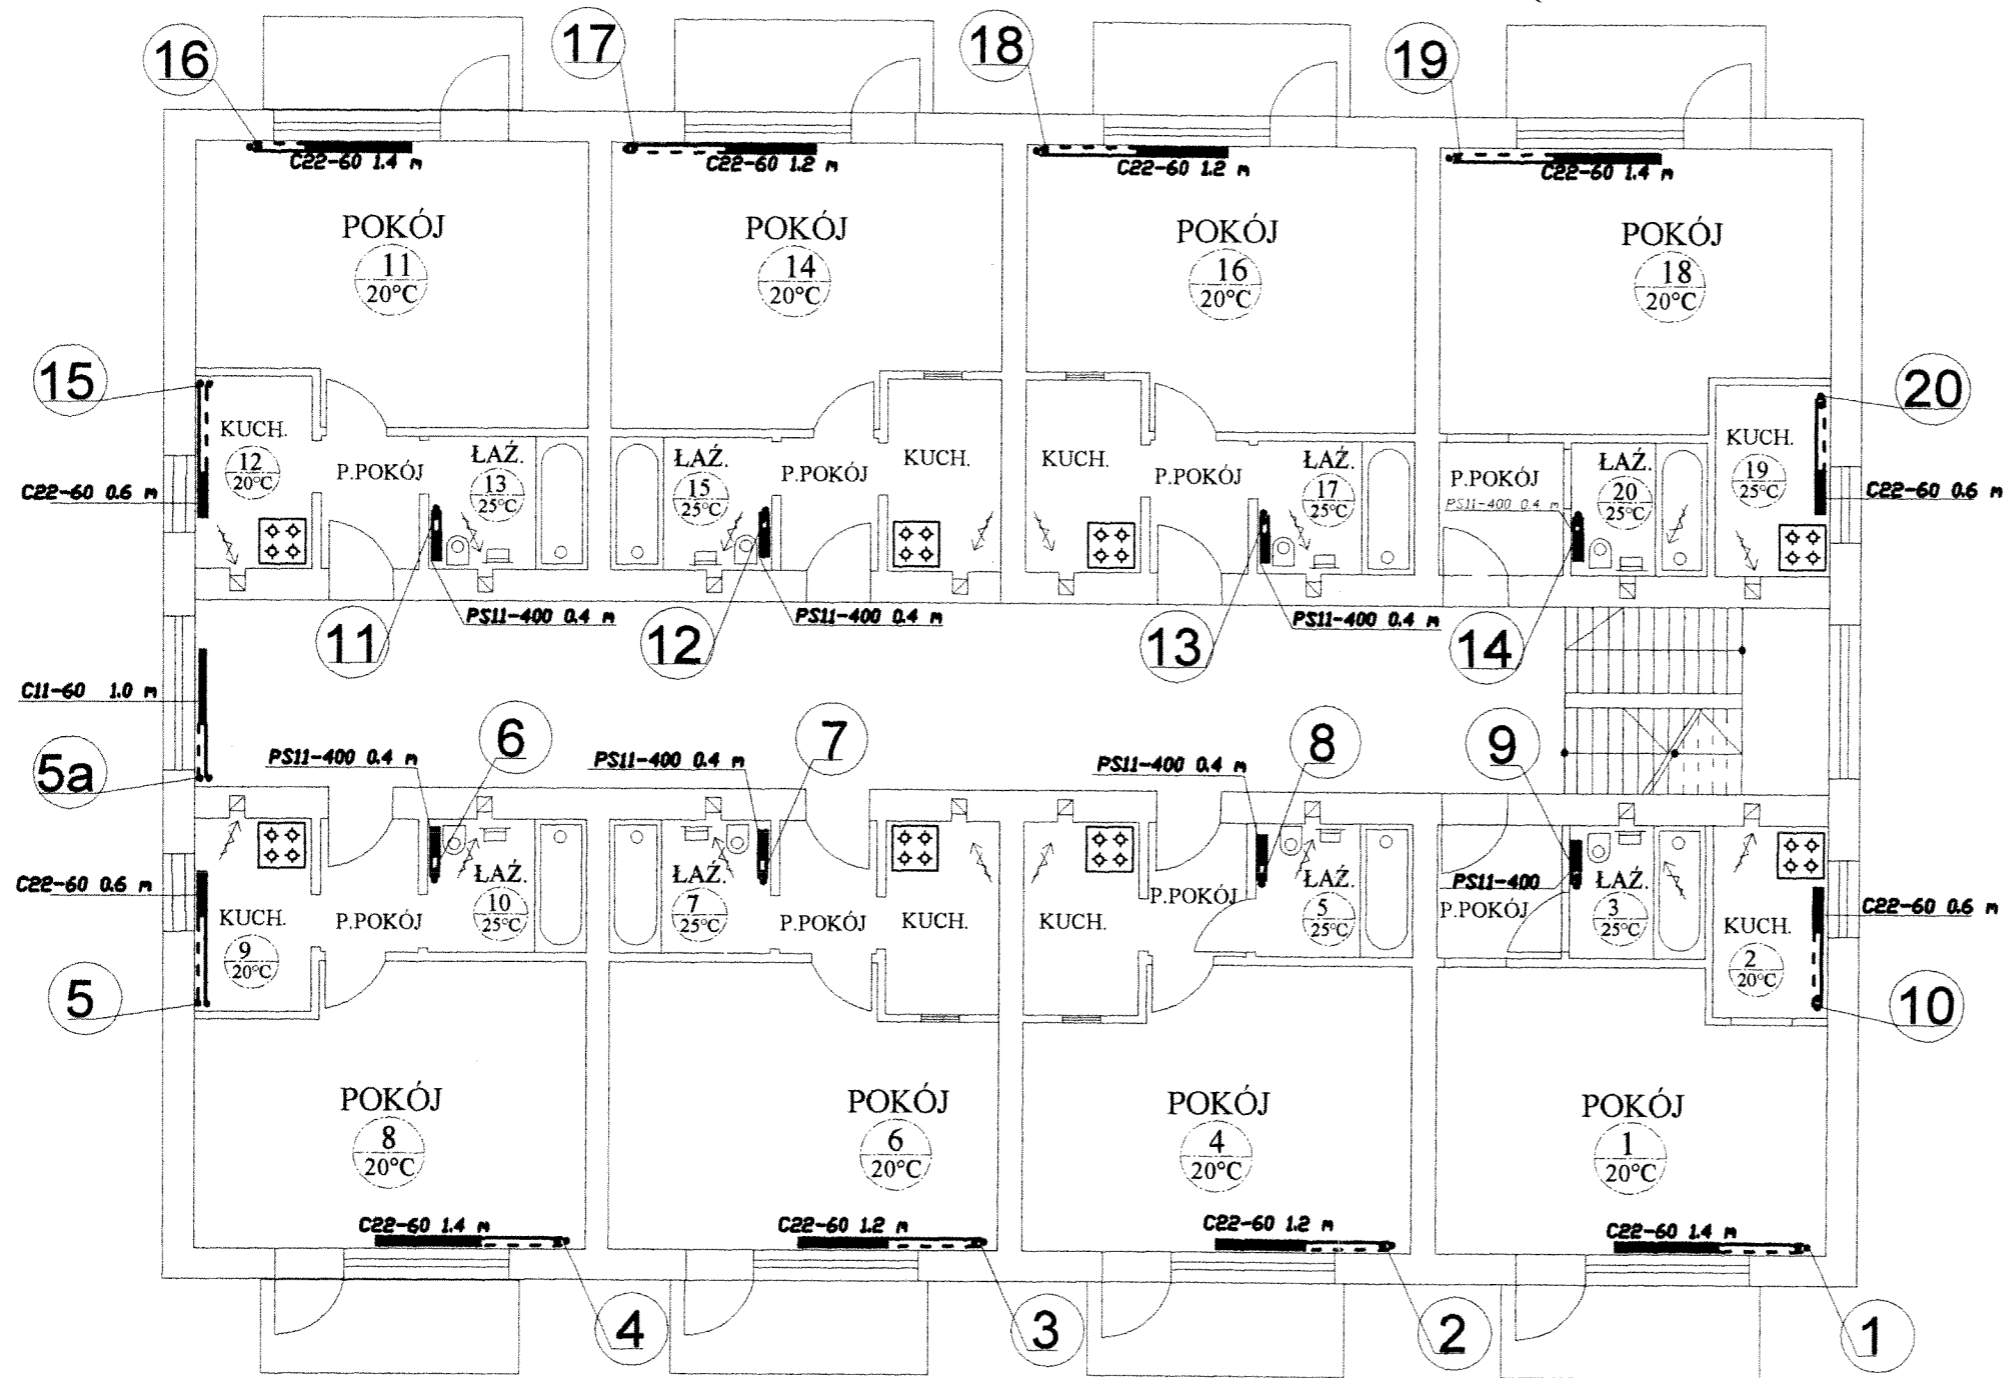 16
17
18
19
C22-60 1.4 m
C22-60 1.2 m
C22-60 1.2 m
C22-60 1.4 m
POKÓJ
11
20°C
POKÓJ
14
20°C
POKÓJ
16
20°C
POKÓJ
18
20°C
15
20
KUCH.
12
20°C
P.POKÓJ
ŁAŹ.
13
25°C
ŁAŹ.
15
25°C
P.POKÓJ
KUCH.
KUCH.
P.POKÓJ
ŁAŹ.
17
25°C
P.POKÓJ
PS11-400 0.4 m
ŁAŹ.
20
25°C
KUCH.
19
25°C
C22-60 0.6 m
C22-60 0.6 m
11
PS11-400 0.4 m
12
PS11-400 0.4 m
13
PS11-400 0.4 m
14
C11-60 1.0 m
5a
PS11-400 0.4 m
6
PS11-400 0.4 m
7
PS11-400 0.4 m
8
9
C22-60 0.6 m
KUCH.
9
20°C
P.POKÓJ
ŁAŹ.
10
25°C
ŁAŹ.
7
25°C
P.POKÓJ
KUCH.
KUCH.
P.POKÓJ
ŁAŹ.
5
25°C
PS11-400
P.POKÓJ
ŁAŹ.
3
25°C
KUCH.
2
20°C
C22-60 0.6 m
5
10
POKÓJ
8
20°C
POKÓJ
6
20°C
POKÓJ
4
20°C
POKÓJ
1
20°C
C22-60 1.4 m
C22-60 1.2 m
C22-60 1.2 m
C22-60 1.4 m
4
3
2
1